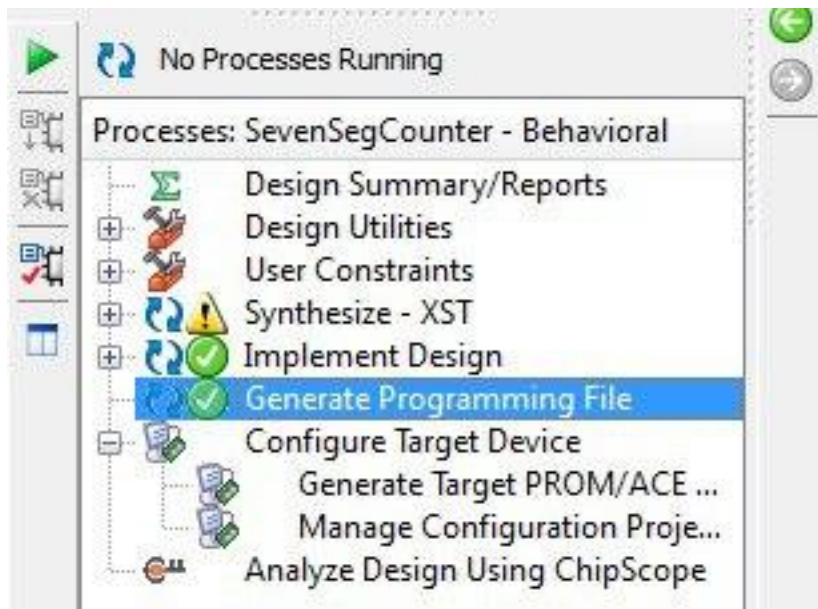 No Processes Running
Processes: SevenSegCounter - Behavioral
Design Summary/Reports
Design Utilities
User Constraints
Synthesize - XST
Implement Design
Generate Programming File
Configure Target Device
Generate Target PROM/ACE ...
Manage Configuration Proje...
Analyze Design Using ChipScope